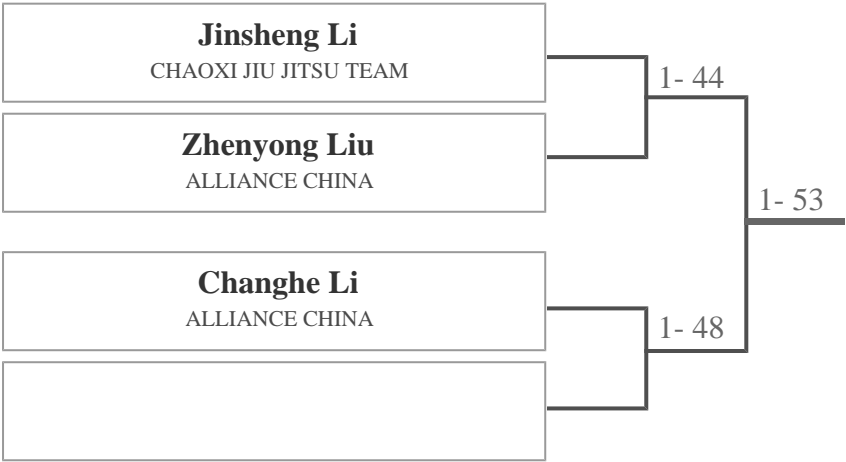 Jinsheng Li
CHAOXI JIU JITSU TEAM
1- 44
Zhenyong Liu
ALLIANCE CHINA
1- 53
Changhe Li
ALLIANCE CHINA
1- 48